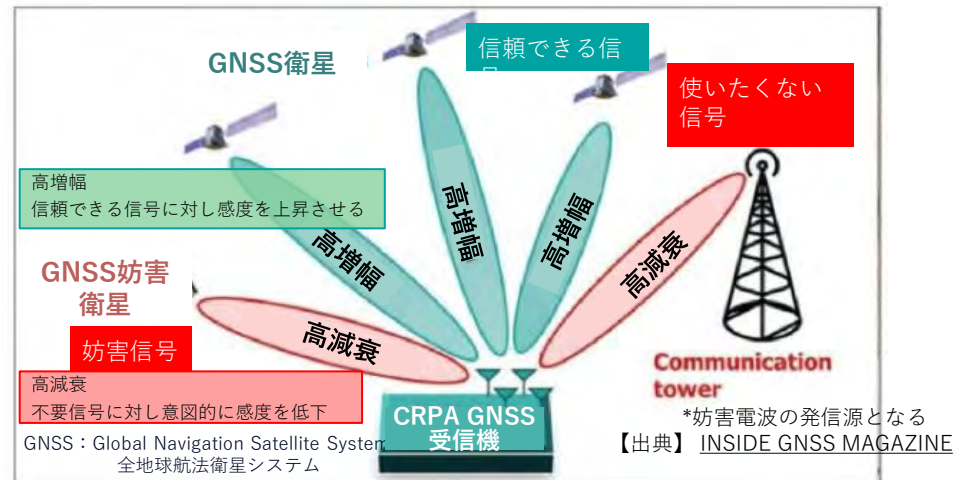 GNSS衛星
信頼できる信
使いたくない
信号
高増幅
信頼できる信号に対し感度を上昇させる
高増幅
高増幅
高増幅
高減衰
GNSS妨害
衛星
妨害信号
高減衰
高減衰
不要信号に対し意図的に感度を低下
CRPA GNSS
受信機
Communication
tower
*妨害電波の発信源となる
【出典】 INSIDE GNSS MAGAZINE
GNSS：Global Navigation Satellite System
全地球航法衛星システム